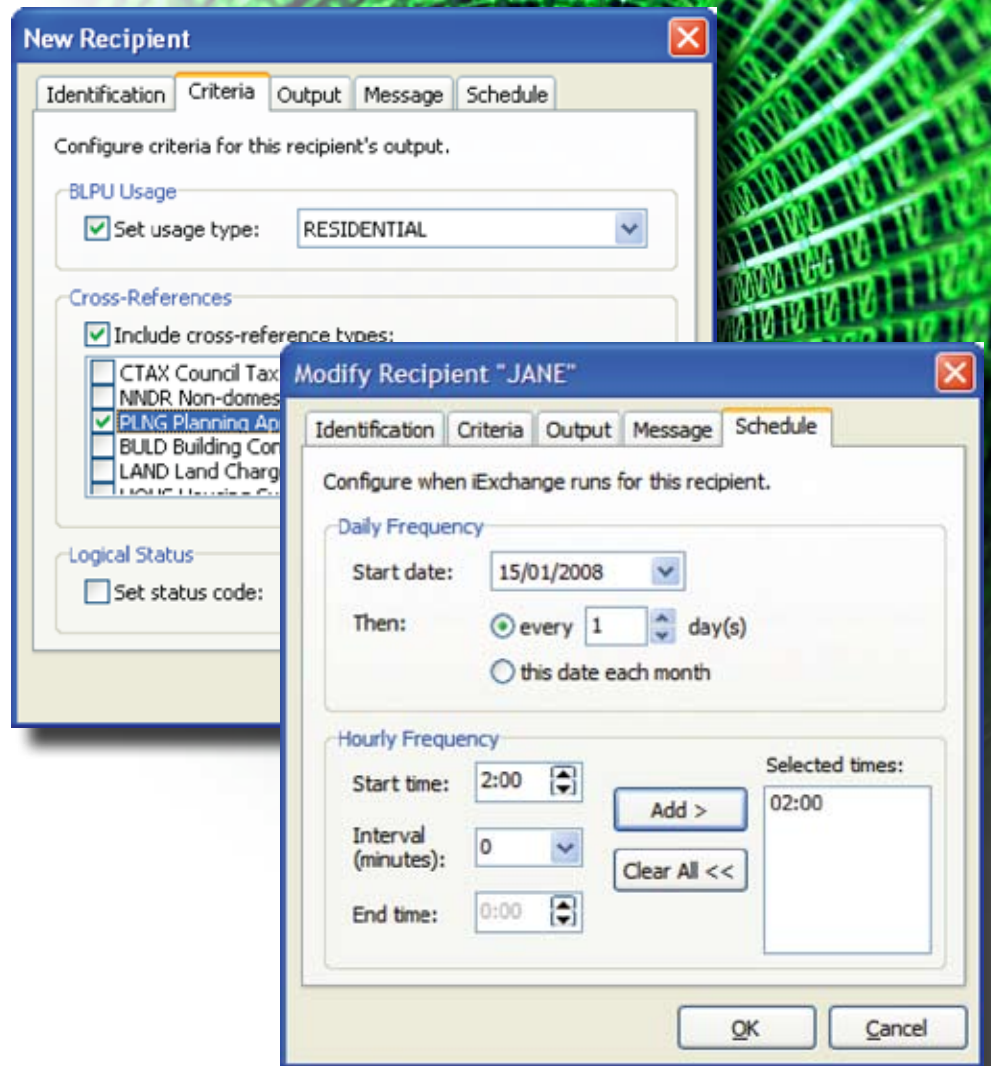 New Recipient
Identification Criteria Output Message Schedule
Configure criteria for this recipient's output.
BLPU Usage
Set usage type: RESIDENTIAL
Cross-References
Include cross-reference types:
CTAX Council Tax
NNDR Non-domes
PLNG Planning Ap
BULD Building Con
LAND Land Charg
Logical Status
Set status code:
Modify Recipient "JANE"
Identification Criteria Output Message Schedule
Configure when iExchange runs for this recipient.
Daily Frequency
Start date: 15/01/2008
Then: every 1 day(s)
this date each month
Hourly Frequency
Start time: 2:00
Interval
(minutes): 0
End time: 0:00
Add >
Clear All <<
Selected times:
02:00
OK Cancel